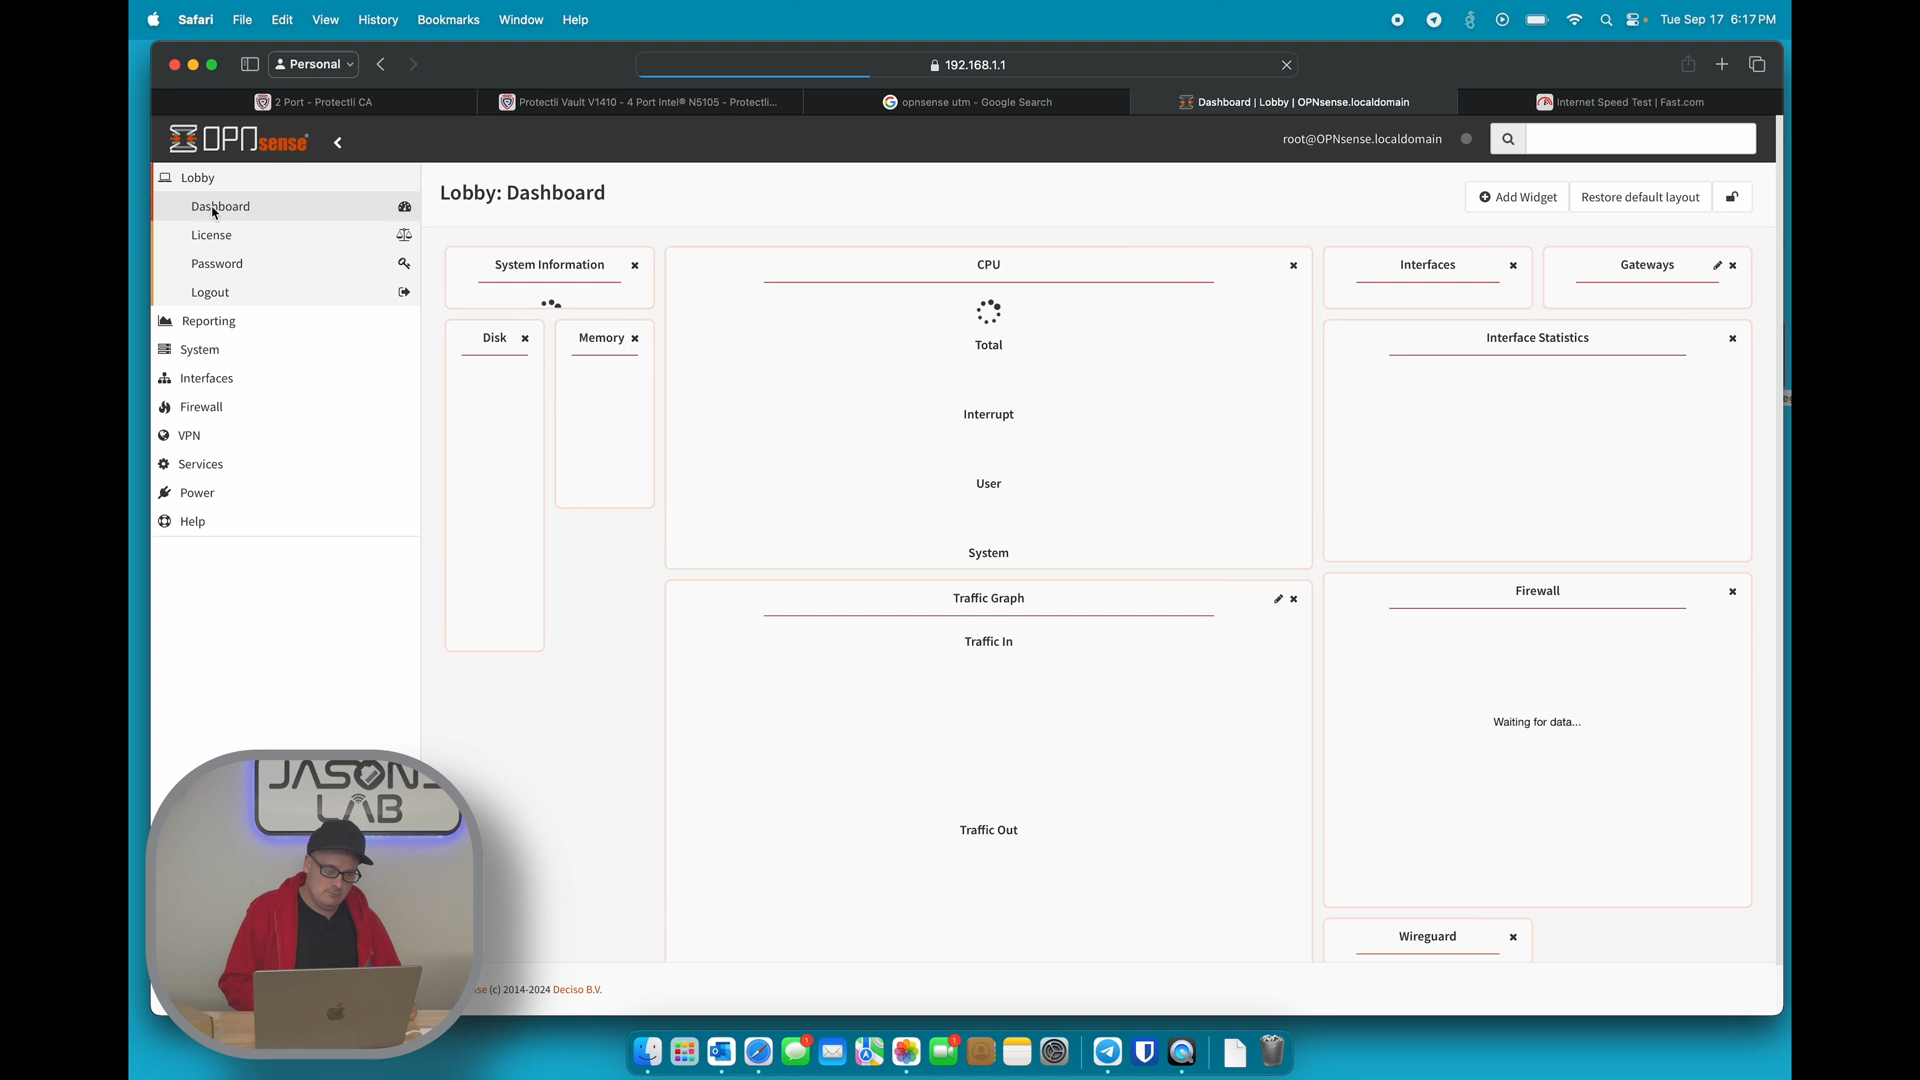 Safari File Edit View History Bookmarks Window Help
Tue Sep 17 6:17 PM
Personal
192.168.1.1
2 Port - Protectli CA
Protectli Vault V1410 - 4 Port Intel® N5105 - Protectli...
opnsense utm - Google Search
Dashboard | Lobby | OPNsense.localdomain
Internet Speed Test | Fast.com
OPNsense®
root@OPNsense.localdomain
Lobby
Dashboard
License
Password
Logout
Reporting
System
Interfaces
Firewall
VPN
Services
Power
Help
Lobby: Dashboard
Add Widget
Restore default layout
System Information
Disk
Memory
CPU
Total
Interrupt
User
System
Traffic Graph
Traffic In
Traffic Out
Interfaces
Gateways
Interface Statistics
Firewall
Waiting for data...
Wireguard
(c) 2014-2024 Deciso B.V.
JASON'S
LAB
1
1